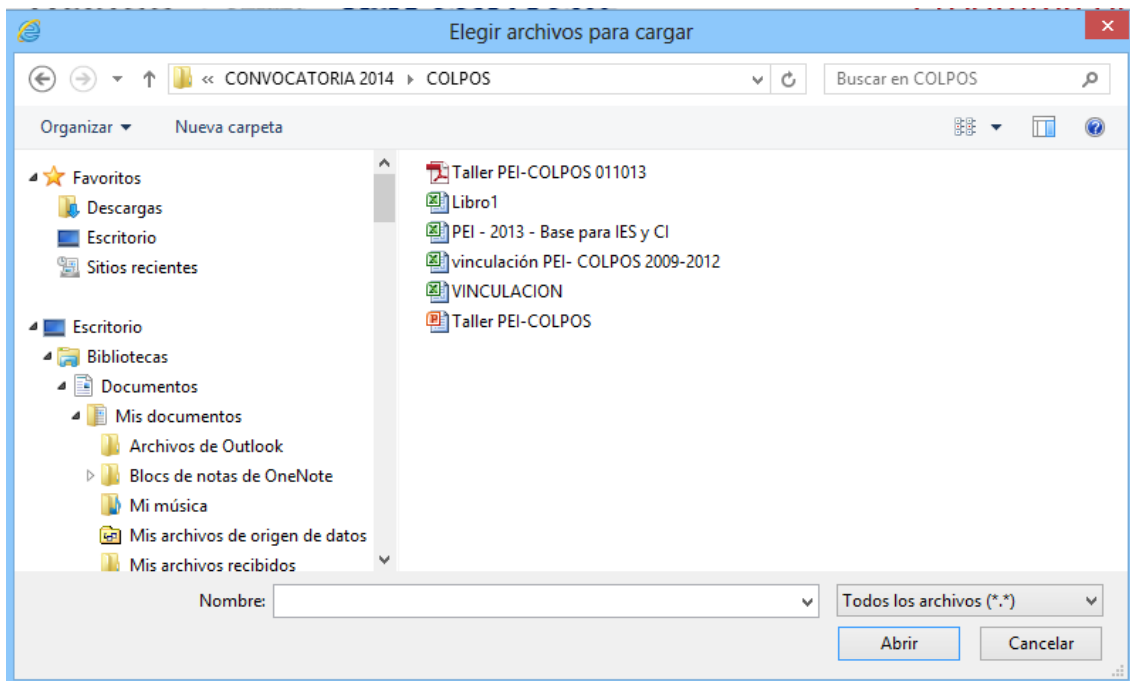 Elegir archivos para cargar
« CONVOCATORIA 2014 COLPOS
Buscar en COLPOS
Organizar Nueva carpeta
Favoritos
Descargas
Escritorio
Sitios recientes
Escritorio
Bibliotecas
Documentos
Mis documentos
Archivos de Outlook
Blocs de notas de OneNote
Mi música
Mis archivos de origen de datos
Mis archivos recibidos
Taller PEI-COLPOS 011013
Libro1
PEI - 2013 - Base para IES y CI
vinculación PEI- COLPOS 2009-2012
VINCULACION
Taller PEI-COLPOS
Nombre:
Todos los archivos (*.*)
Abrir Cancelar